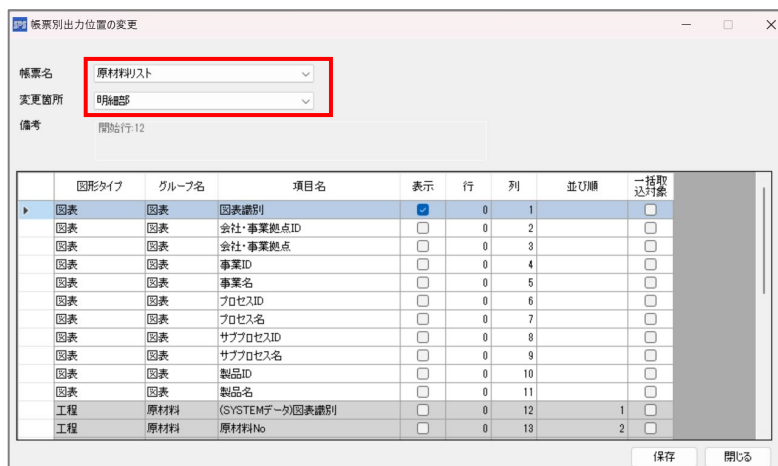 SPS 帳票別出力位置の変更
帳票名 原材料リスト
変更箇所 明細部
備考 開始行:12
図形タイプ グループ名 項目名 表示 行 列 並び順 一括取込対象
図表 図表 図表識別 0 1
図表 図表 会社・事業拠点ID 0 2
図表 図表 会社・事業拠点 0 3
図表 図表 事業ID 0 4
図表 図表 事業名 0 5
図表 図表 プロセスID 0 6
図表 図表 プロセス名 0 7
図表 図表 サブプロセスID 0 8
図表 図表 サブプロセス名 0 9
図表 図表 製品ID 0 10
図表 図表 製品名 0 11
工程 原材料 (SYSTEMデータ)図表識別 0 12 1
工程 原材料 原材料No 0 13 2
保存 閉じる